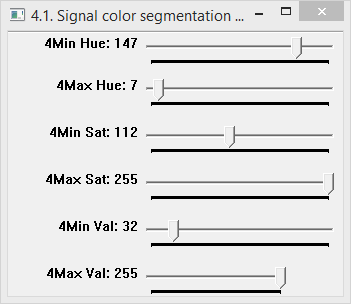 4.1. Signal color segmentation ...
4Min Hue: 147
4Max Hue: 7
4Min Sat: 112
4Max Sat: 255
4Min Val: 32
4Max Val: 255